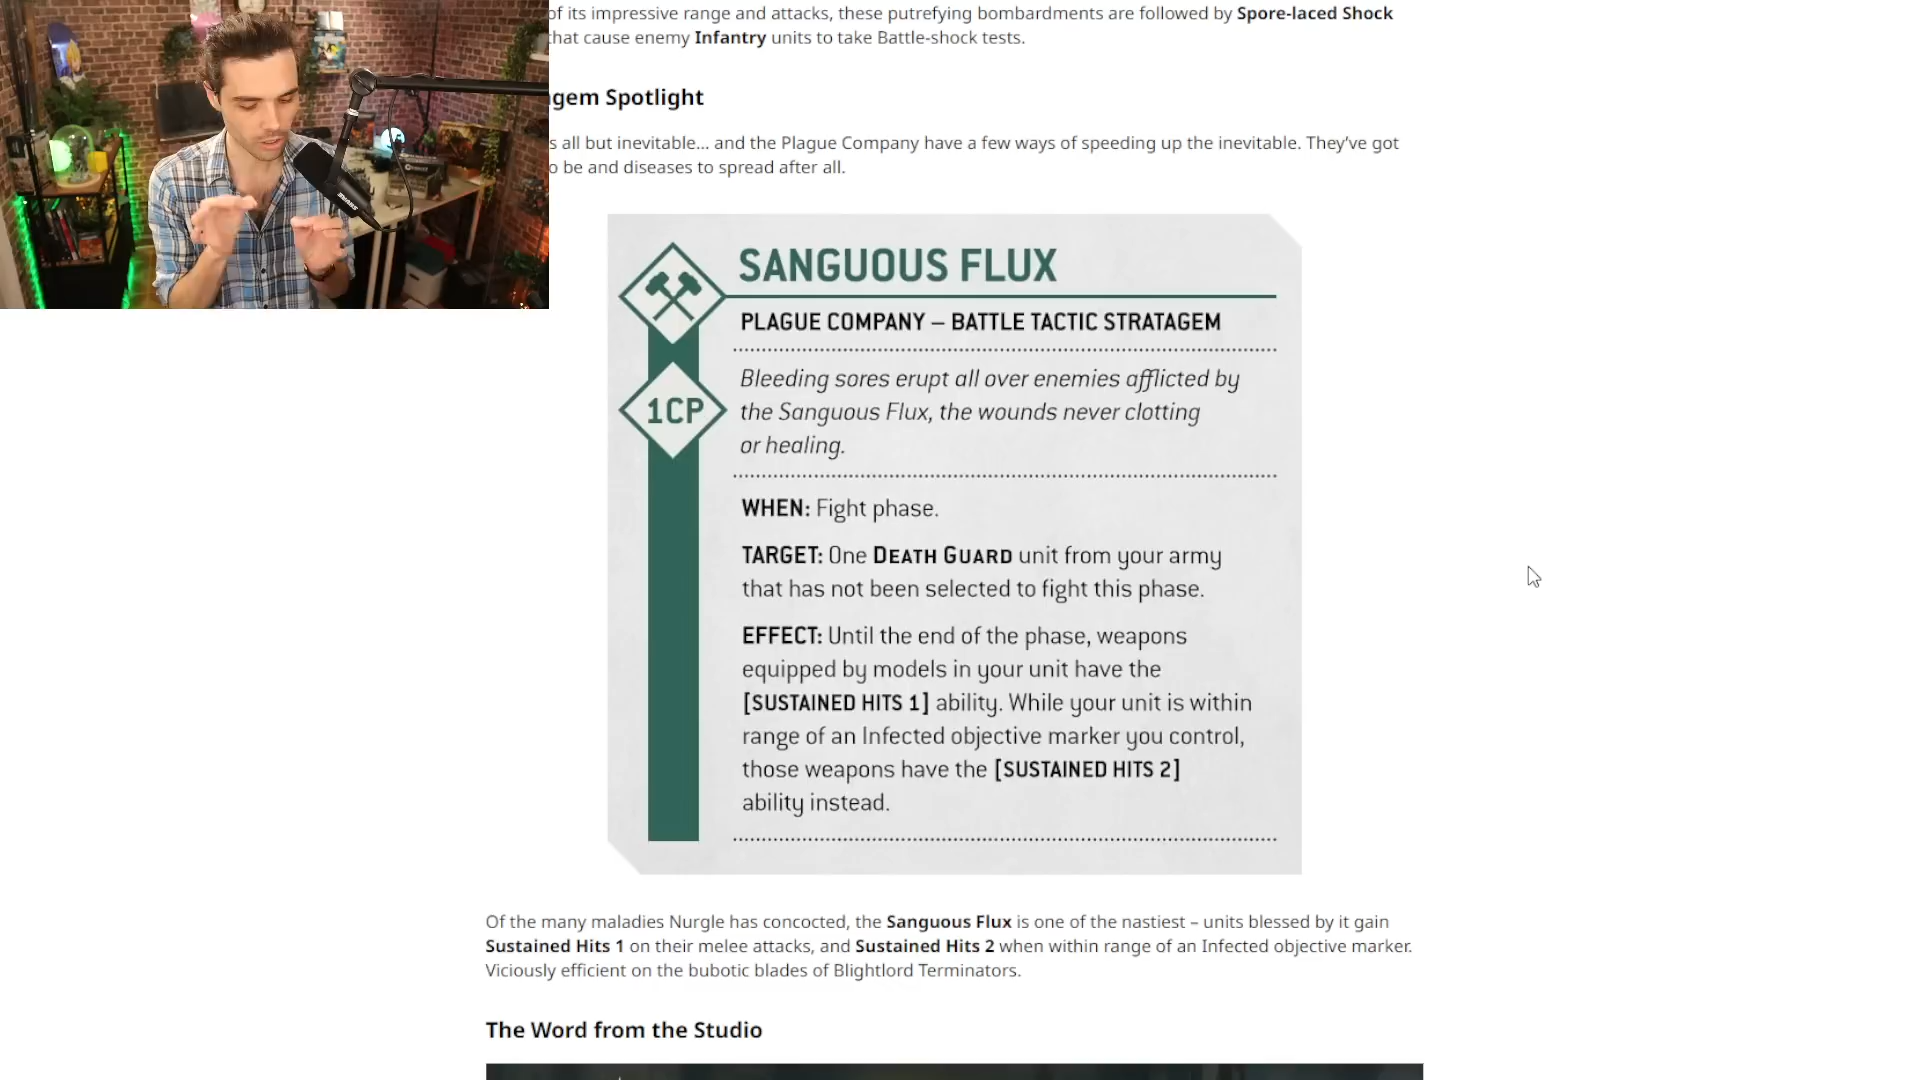 of its impressive range and attacks, these putrefying bombardments are followed by Spore-laced Shock
that cause enemy Infantry units to take Battle-shock tests.
gem Spotlight
s all but inevitable... and the Plague Company have a few ways of speeding up the inevitable. They've got
o be and diseases to spread after all.
SANGUOUS FLUX
PLAGUE COMPANY – BATTLE TACTIC STRATAGEM
1CP
Bleeding sores erupt all over enemies afflicted by
the Sanguous Flux, the wounds never clotting
or healing.
WHEN: Fight phase.
TARGET: One DEATH GUARD unit from your army
that has not been selected to fight this phase.
EFFECT: Until the end of the phase, weapons
equipped by models in your unit have the
[SUSTAINED HITS 1] ability. While your unit is within
range of an Infected objective marker you control,
those weapons have the [SUSTAINED HITS 2]
ability instead.
Of the many maladies Nurgle has concocted, the Sanguous Flux is one of the nastiest – units blessed by it gain
Sustained Hits 1 on their melee attacks, and Sustained Hits 2 when within range of an Infected objective marker.
Viciously efficient on the bubotic blades of Blightlord Terminators.
The Word from the Studio